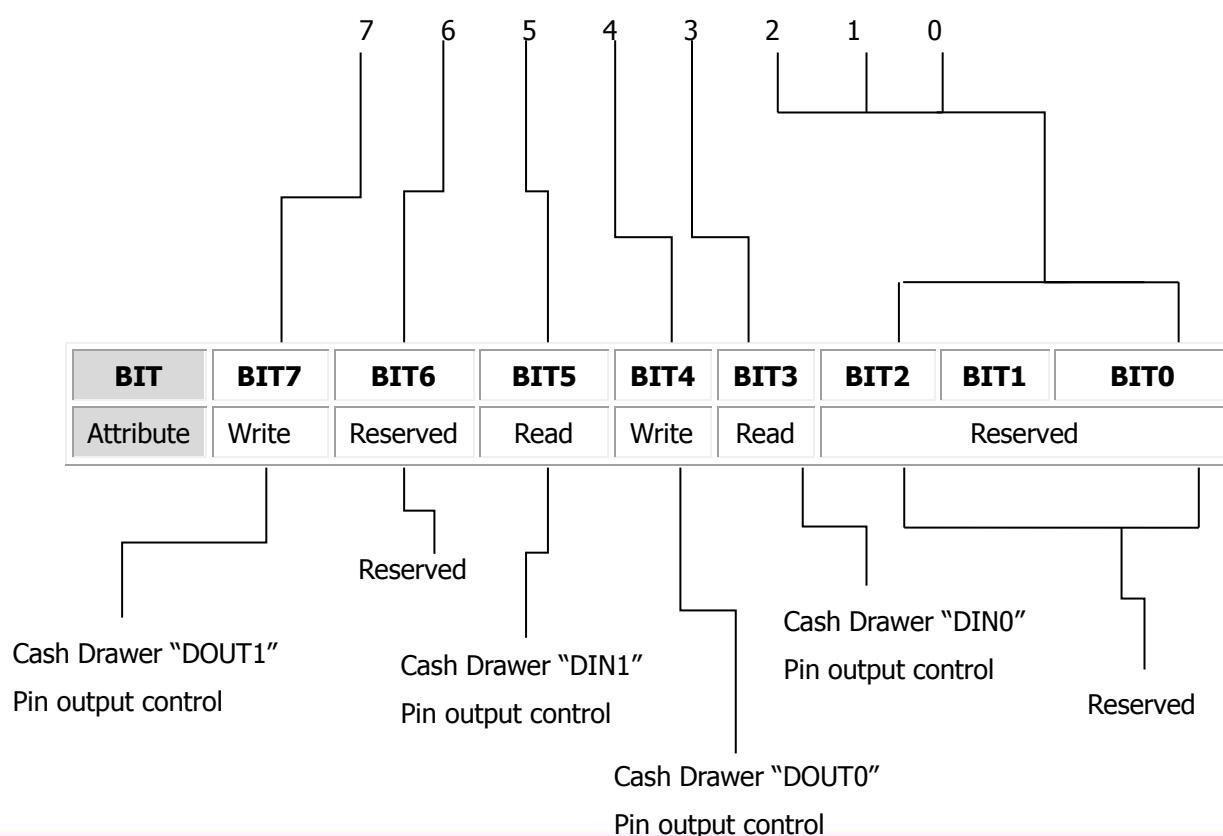 7 6 5 4 3 2 1 0
BIT BIT7 BIT6 BIT5 BIT4 BIT3 BIT2 BIT1 BIT0
Attribute Write Reserved Read Write Read Reserved
Reserved
Cash Drawer “DOUT1”
Pin output control
Cash Drawer “DIN1”
Pin output control
Cash Drawer “DOUT0”
Pin output control
Cash Drawer “DIN0”
Pin output control
Reserved